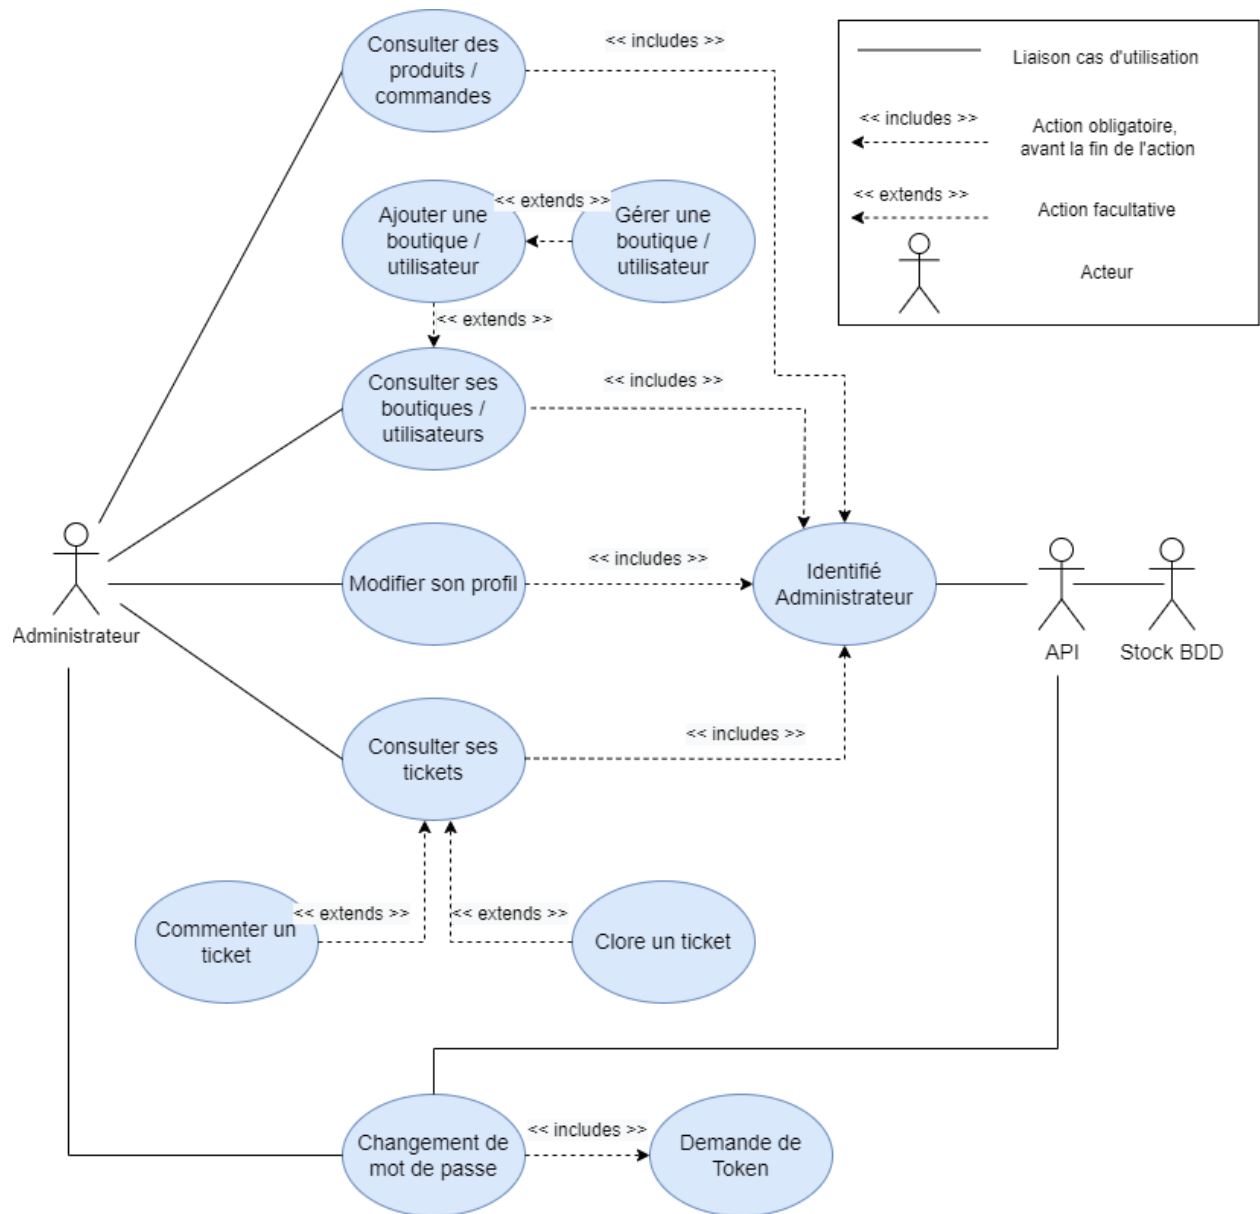 Consulter des
produits /
commandes
<< includes >>
Liaison cas d'utilisation
<< includes >>
Action obligatoire,
avant la fin de l'action
<< extends >>
Action facultative
Acteur
Ajouter une
boutique /
utilisateur
<< extends >>
Gérer une
boutique /
utilisateur
<< extends >>
Consulter ses
boutiques /
utilisateurs
<< includes >>
Administrateur
Modifier son profil
<< includes >>
Identifié
Administrateur
API
Stock BDD
Consulter ses
tickets
<< includes >>
Commenter un
ticket
<< extends >>
<< extends >>
Clore un ticket
Changement de
mot de passe
<< includes >>
Demande de
Token